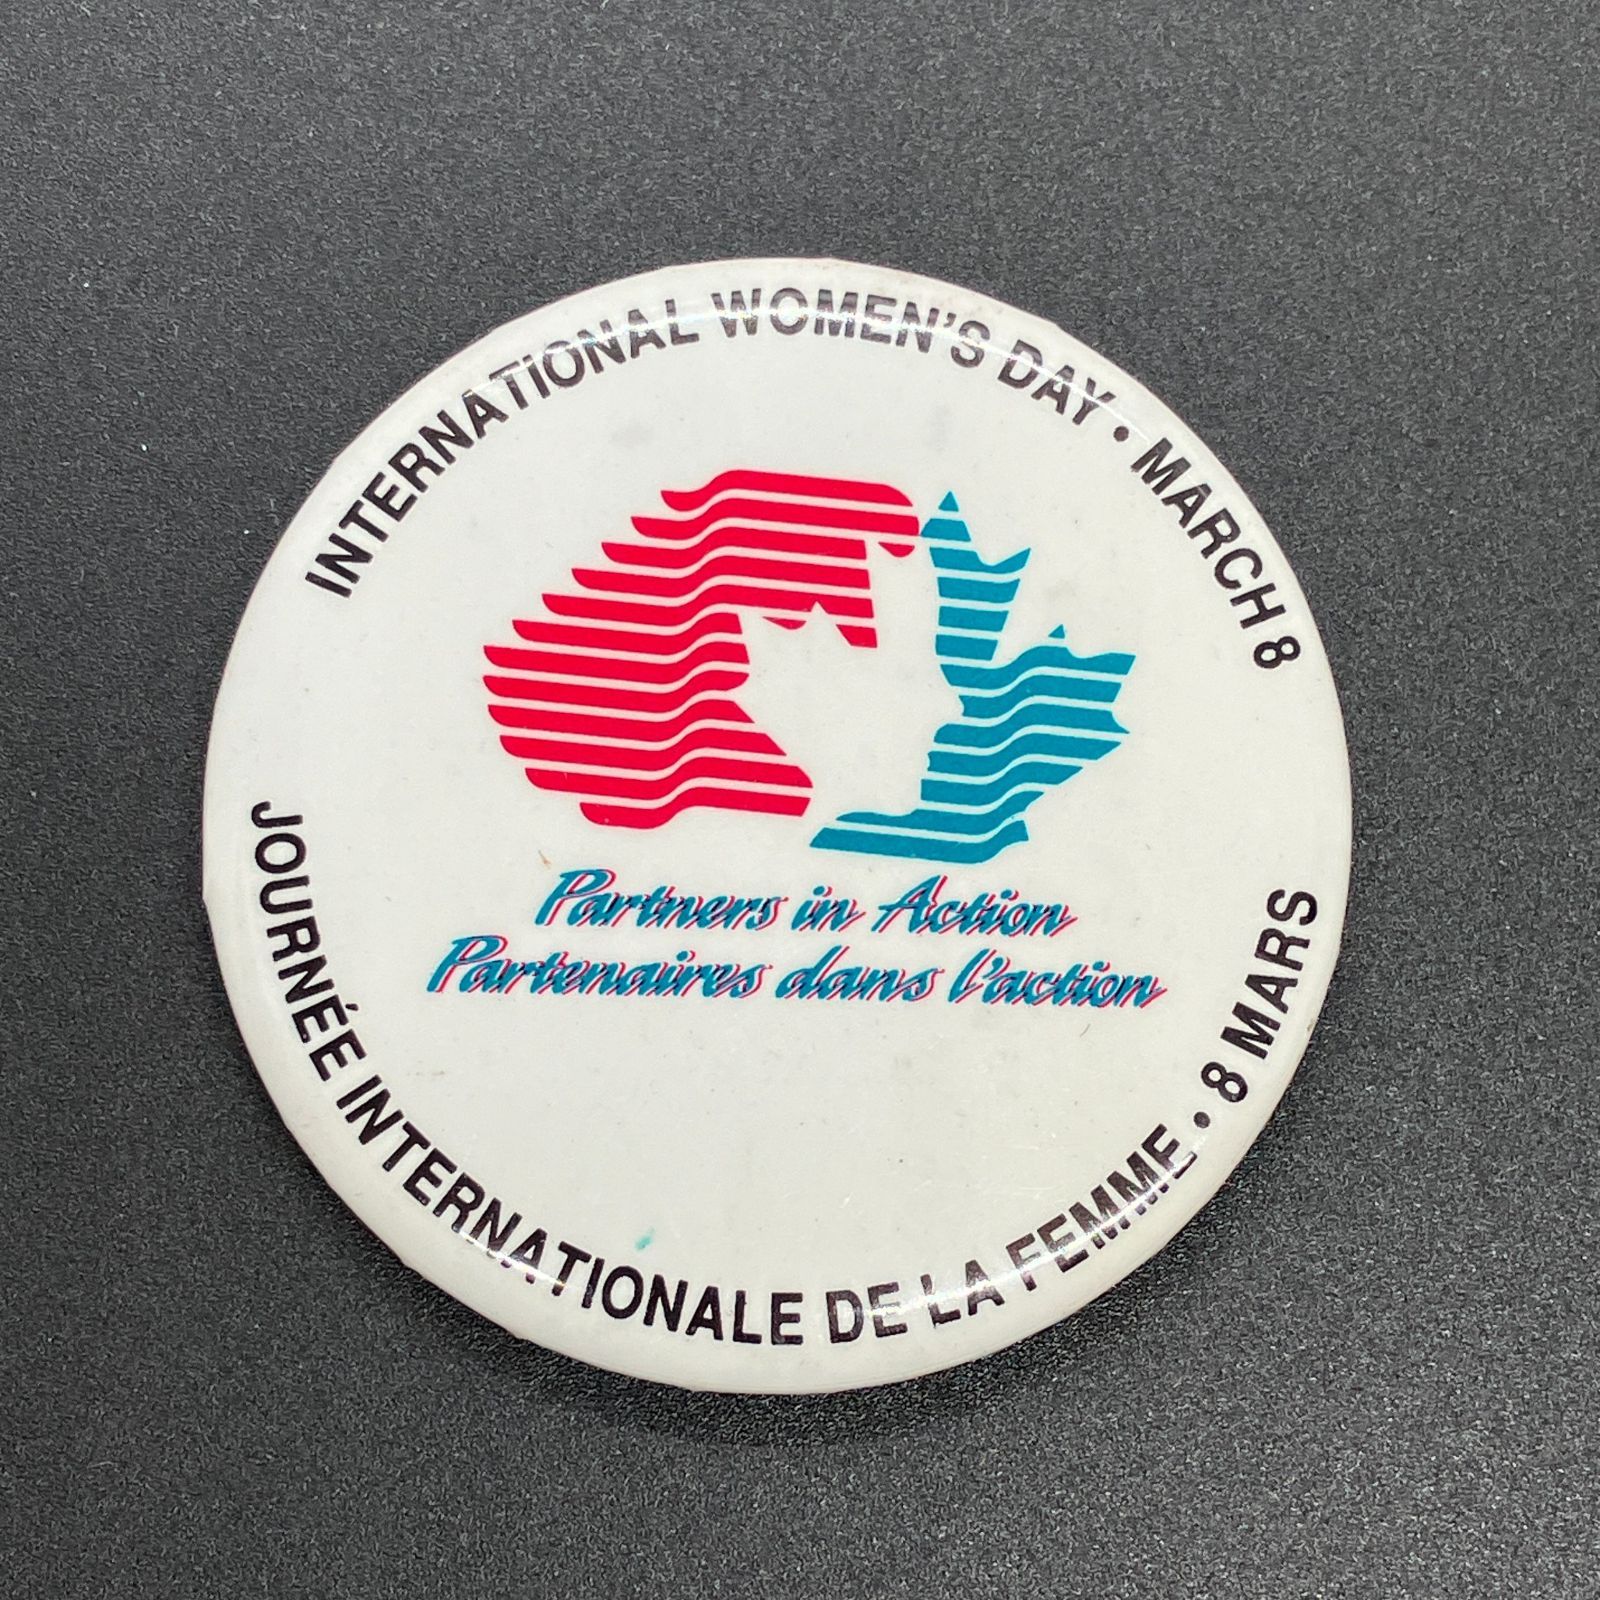 INTERNATIONAL WOMEN'S DAY • MARCH 8
Partners in Action
Partenaires dans l'action
JOURNÉE INTERNATIONALE DE LA FEMME • 8 MARS